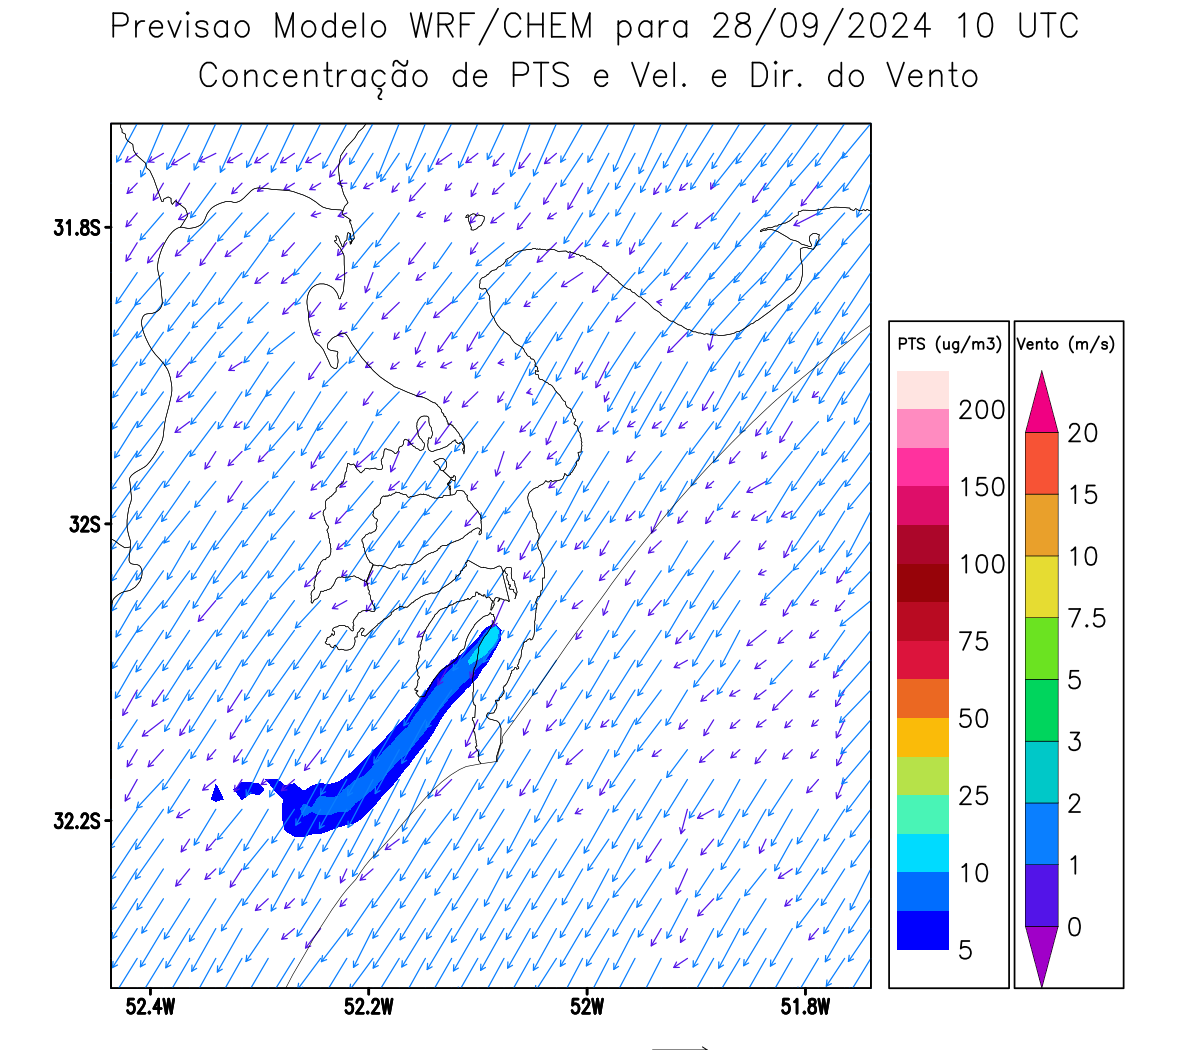 Previsao Modelo WRF/CHEM para 28/09/2024 10 UTC
Concentração de PTS e Vel. e Dir. do Vento
31.8S
32S
32.2S
52.4W
52.2W
52W
51.8W
PTS (ug/m3)
200
150
100
75
50
25
10
5
Vento (m/s)
20
15
10
7.5
5
3
2
1
0